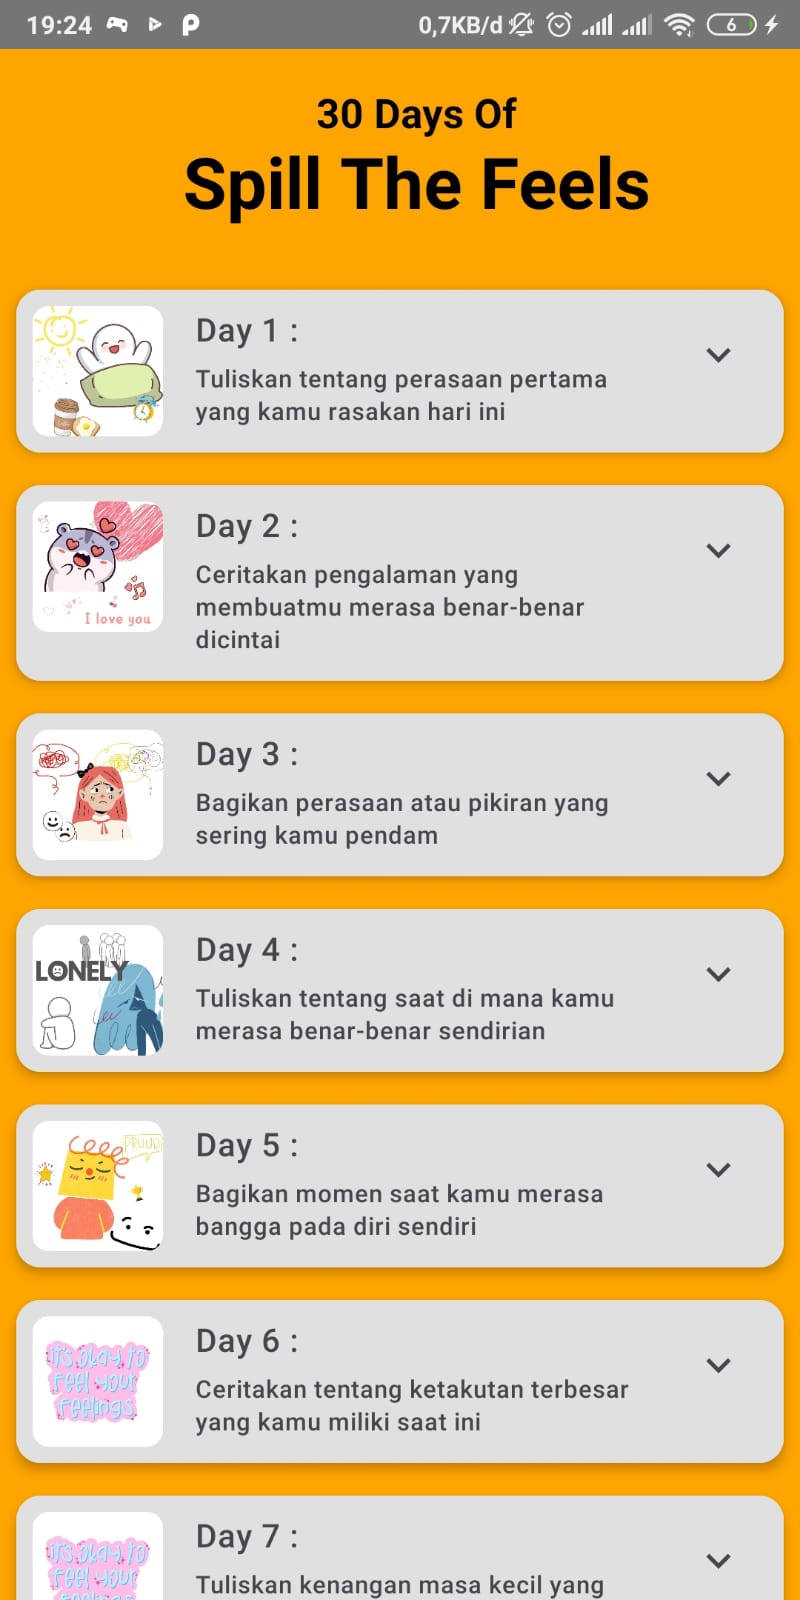 19:24
0,7KB/d
6
30 Days Of
Spill The Feels
Day 1 :
Tuliskan tentang perasaan pertama
yang kamu rasakan hari ini
I love you
Day 2 :
Ceritakan pengalaman yang
membuatmu merasa benar-benar
dicintai
Day 3 :
Bagikan perasaan atau pikiran yang
sering kamu pendam
LONELY
Day 4 :
Tuliskan tentang saat di mana kamu
merasa benar-benar sendirian
PROUD
Day 5 :
Bagikan momen saat kamu merasa
bangga pada diri sendiri
it's okay to
feel your
feelings
Day 6 :
Ceritakan tentang ketakutan terbesar
yang kamu miliki saat ini
it's okay to
feel your
Day 7 :
Tuliskan kenangan masa kecil yang